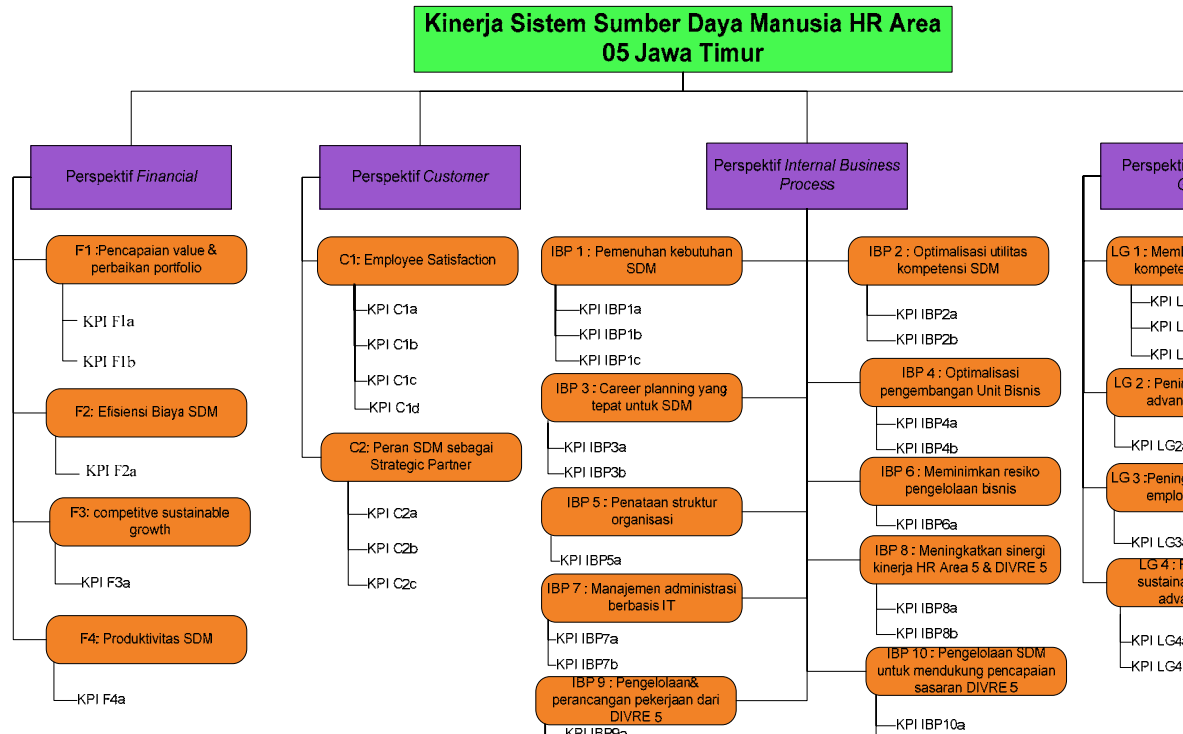 Kinerja Sistem Sumber Daya Manusia HR Area
05 Jawa Timur
Perspektif Financial
F1 :Pencapaian value &
perbaikan portfolio
KPI F1a
KPI F1b
F2: Efisiensi Biaya SDM
KPI F2a
F3: competitve sustainable
growth
KPI F3a
F4: Produktivitas SDM
KPI F4a
Perspektif Customer
C1: Employee Satisfaction
KPI C1a
KPI C1b
KPI C1c
KPI C1d
C2: Peran SDM sebagai
Strategic Partner
KPI C2a
KPI C2b
KPI C2c
Perspektif Internal Business
Process
IBP 1 : Pemenuhan kebutuhan
SDM
KPI IBP1a
KPI IBP1b
KPI IBP1c
IBP 3 : Career planning yang
tepat untuk SDM
KPI IBP3a
KPI IBP3b
IBP 5 : Penataan struktur
organisasi
KPI IBP5a
IBP 7 : Manajemen administrasi
berbasis IT
KPI IBP7a
KPI IBP7b
IBP 9 : Pengelolaan&
perancangan pekerjaan dari
DIVRE 5
KPI IBP9a
IBP 2 : Optimalisasi utilitas
kompetensi SDM
KPI IBP2a
KPI IBP2b
IBP 4 : Optimalisasi
pengembangan Unit Bisnis
KPI IBP4a
KPI IBP4b
IBP 6 : Meminimkan resiko
pengelolaan bisnis
KPI IBP6a
IBP 8 : Meningkatkan sinergi
kinerja HR Area 5 & DIVRE 5
KPI IBP8a
KPI IBP8b
IBP 10 : Pengelolaan SDM
untuk mendukung pencapaian
sasaran DIVRE 5
KPI IBP10a
LG 1 :
KPI
KPI
KPI
LG 2 :
KPI
LG 3 :
KPI
LG 4 :
KPI
KPI